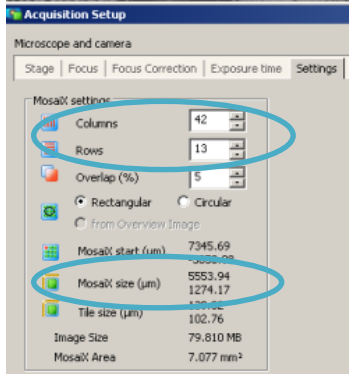 Acquisition Setup
Microscope and camera
Stage Focus Focus Correction Exposure time Settings
MosaiX settings
Columns 42
Rows 13
Overlap (%) 5
Rectangular Circular
from Overview Image
MosaiX start (µm) 7345.69
MosaiX size (µm) 5553.94
1274.17
Tile size (µm)
102.76
Image Size 79.810 MB
MosaiX Area 7.077 mm²